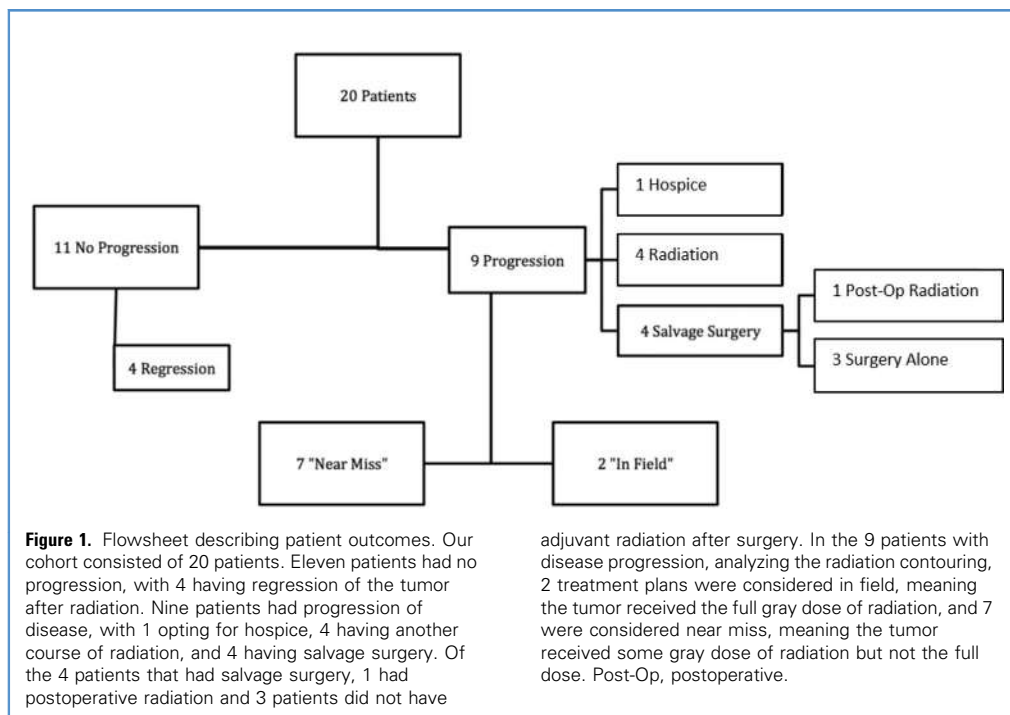 20 Patients
11 No Progression
9 Progression
1 Hospice
4 Radiation
4 Salvage Surgery
1 Post-Op Radiation
3 Surgery Alone
4 Regression
7 "Near Miss"
2 "In Field"
Figure 1. Flowsheet describing patient outcomes. Our
cohort consisted of 20 patients. Eleven patients had no
progression, with 4 having regression of the tumor
after radiation. Nine patients had progression of
disease, with 1 opting for hospice, 4 having another
course of radiation, and 4 having salvage surgery. Of
the 4 patients that had salvage surgery, 1 had
postoperative radiation and 3 patients did not have
adjuvant radiation after surgery. In the 9 patients with
disease progression, analyzing the radiation contouring,
2 treatment plans were considered in field, meaning
the tumor received the full gray dose of radiation, and 7
were considered near miss, meaning the tumor
received some gray dose of radiation but not the full
dose. Post-Op, postoperative.